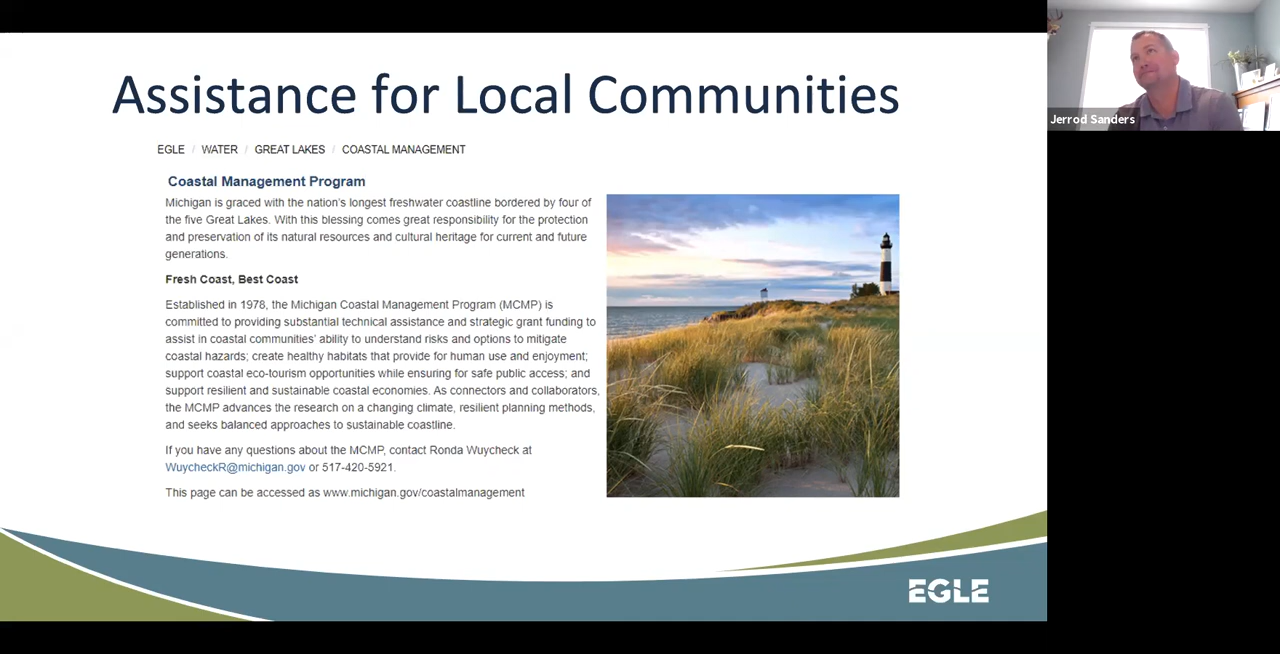 Assistance for Local Communities
Jerrod Sanders
EGLE / WATER / GREAT LAKES / COASTAL MANAGEMENT
Coastal Management Program
Michigan is graced with the nation's longest freshwater coastline bordered by four of
the five Great Lakes. With this blessing comes great responsibility for the protection
and preservation of its natural resources and cultural heritage for current and future
generations.
Fresh Coast, Best Coast
Established in 1978, the Michigan Coastal Management Program (MCMP) is
committed to providing substantial technical assistance and strategic grant funding to
assist in coastal communities' ability to understand risks and options to mitigate
coastal hazards; create healthy habitats that provide for human use and enjoyment;
support coastal eco-tourism opportunities while ensuring for safe public access; and
support resilient and sustainable coastal economies. As connectors and collaborators,
the MCMP advances the research on a changing climate, resilient planning methods,
and seeks balanced approaches to sustainable coastline.
If you have any questions about the MCMP, contact Ronda Wuycheck at
WuycheckR@michigan.gov or 517-420-5921.
This page can be accessed as www.michigan.gov/coastalmanagement
EGLE